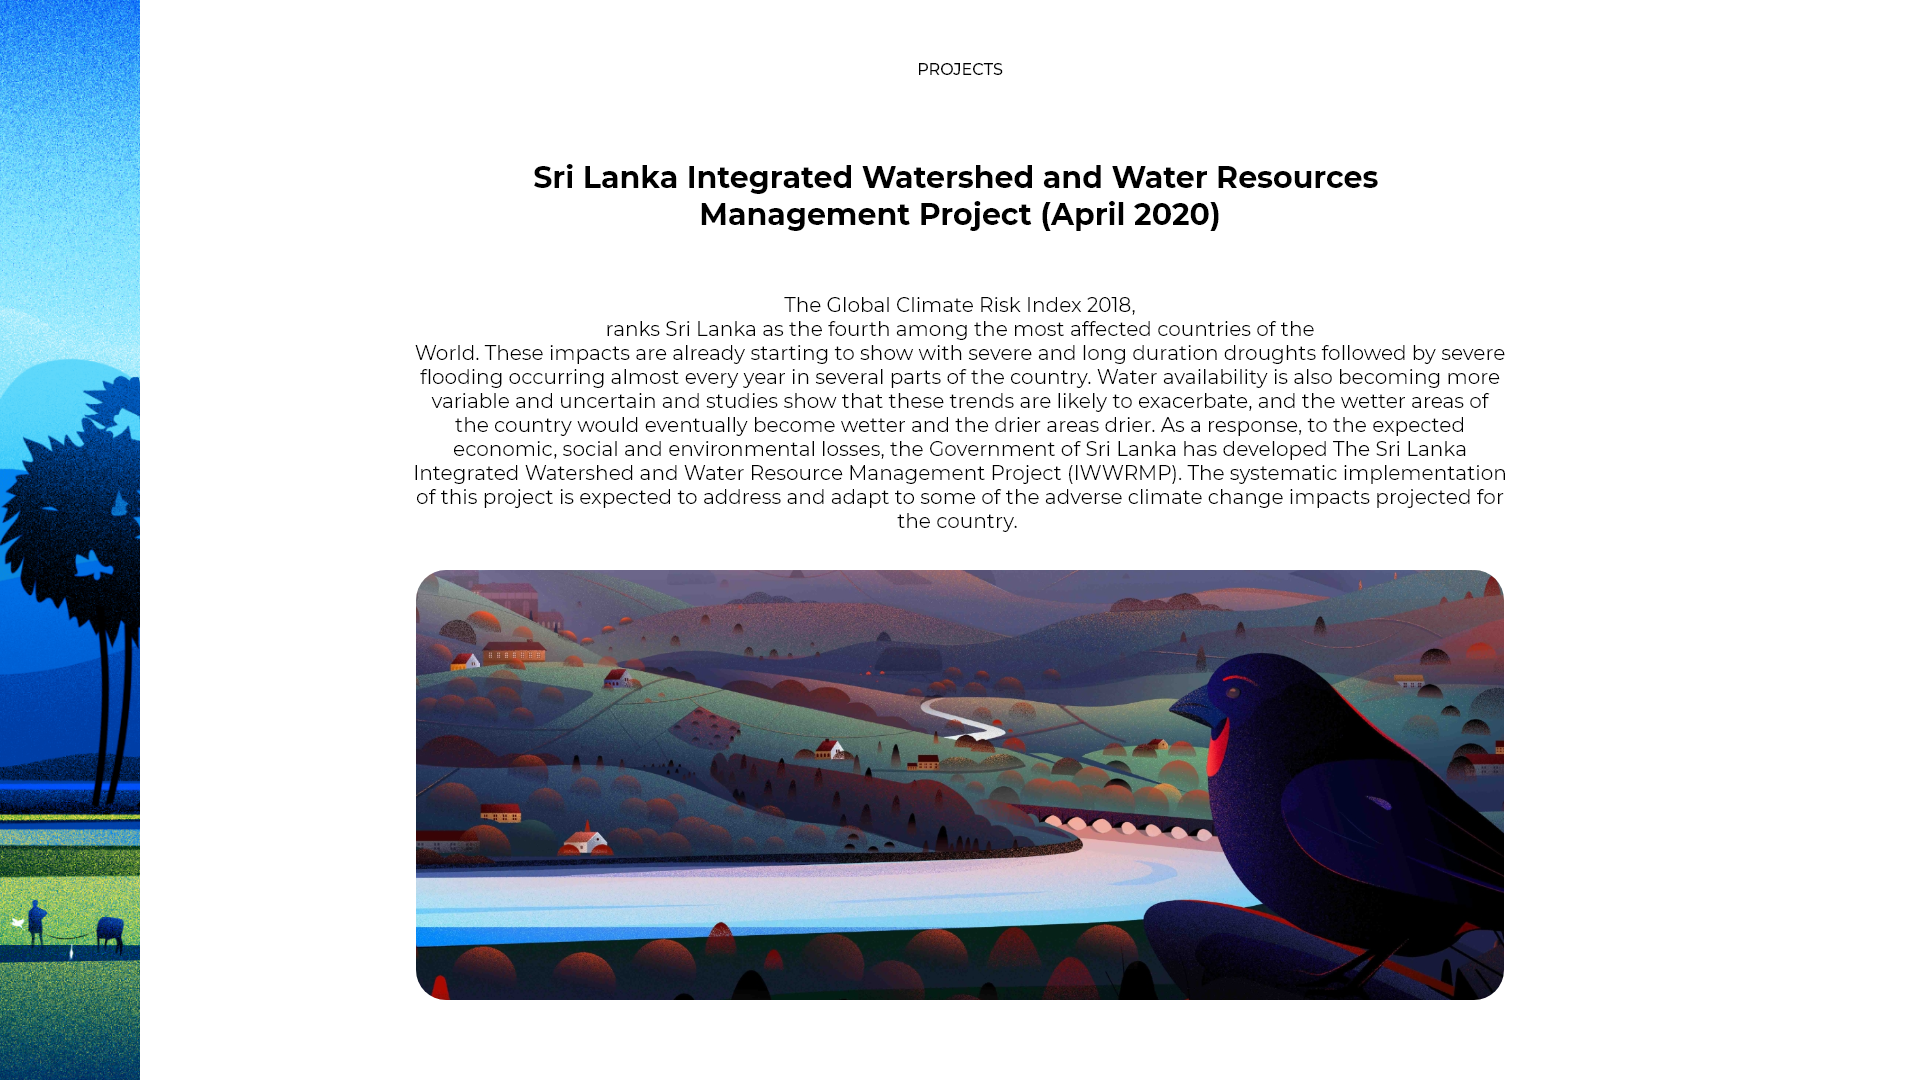 PROJECTS
Sri Lanka Integrated Watershed and Water Resources
Management Project (April 2020)
The Global Climate Risk Index 2018,
ranks Sri Lanka as the fourth among the most affected countries of the
World. These impacts are already starting to show with severe and long duration droughts followed by severe
flooding occurring almost every year in several parts of the country. Water availability is also becoming more
variable and uncertain and studies show that these trends are likely to exacerbate, and the wetter areas of
the country would eventually become wetter and the drier areas drier. As a response, to the expected
economic, social and environmental losses, the Government of Sri Lanka has developed The Sri Lanka
Integrated Watershed and Water Resource Management Project (IWWRMP). The systematic implementation
of this project is expected to address and adapt to some of the adverse climate change impacts projected for
the country.